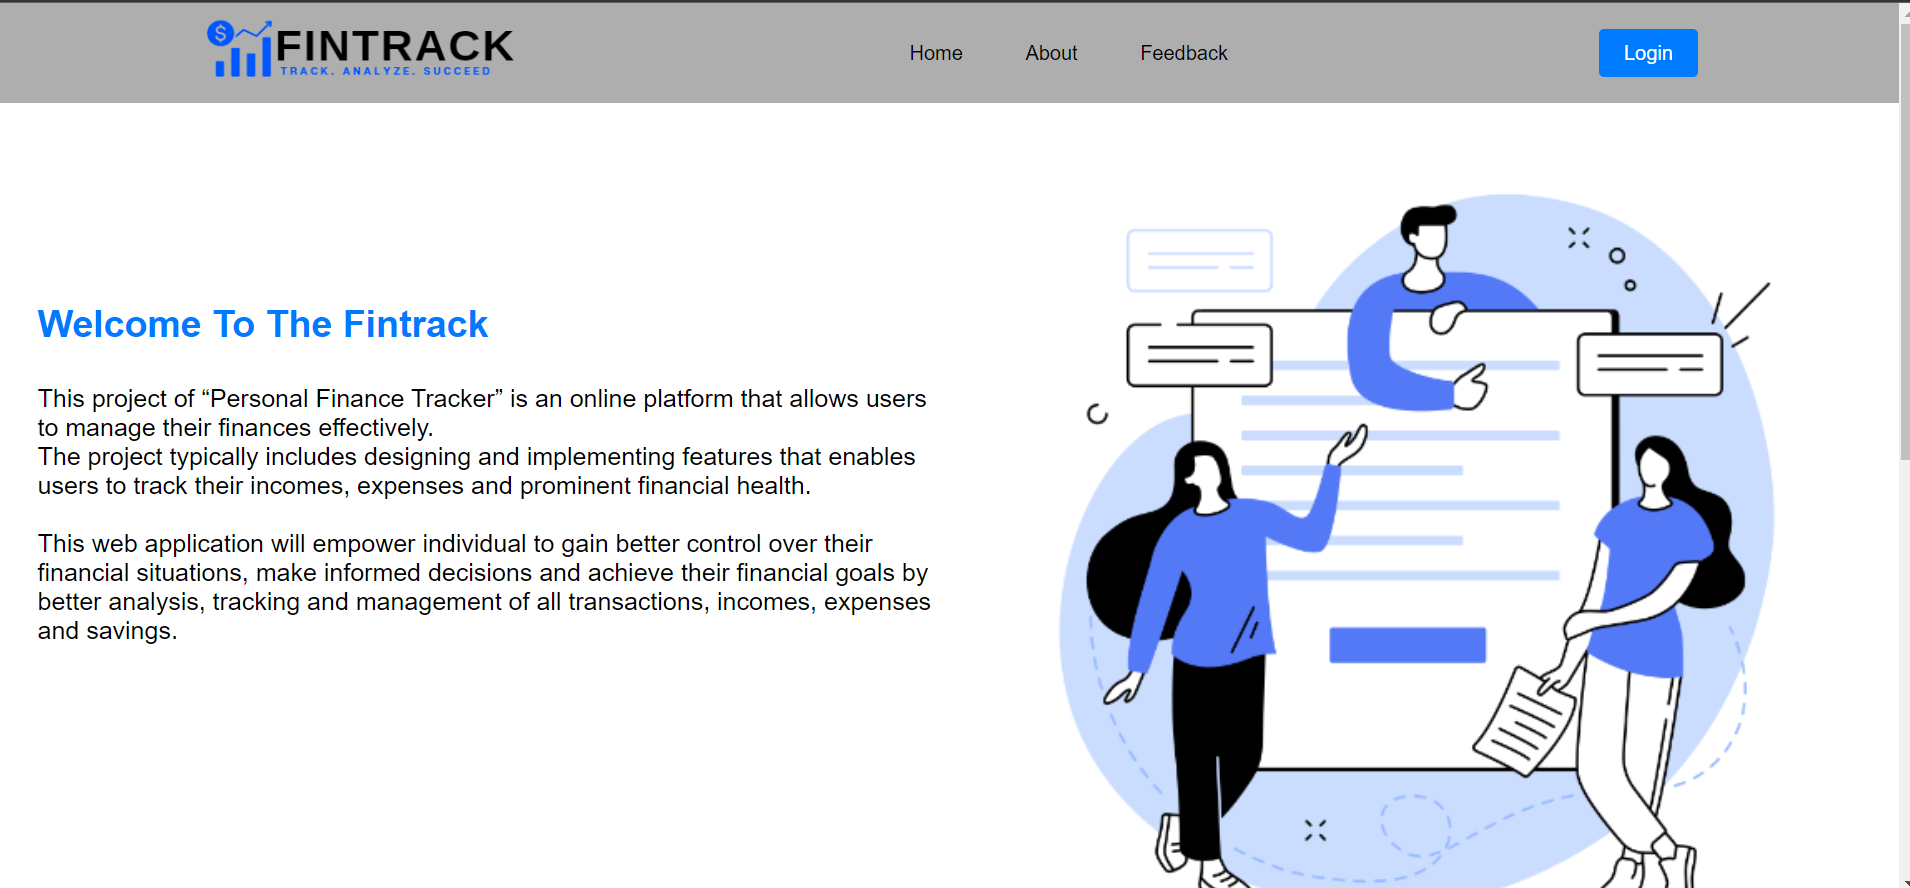 FINTRACK
TRACK. ANALYZE. SUCCEED
Home About Feedback Login
Welcome To The Fintrack
This project of “Personal Finance Tracker” is an online platform that allows users
to manage their finances effectively.
The project typically includes designing and implementing features that enables
users to track their incomes, expenses and prominent financial health.
This web application will empower individual to gain better control over their
financial situations, make informed decisions and achieve their financial goals by
better analysis, tracking and management of all transactions, incomes, expenses
and savings.